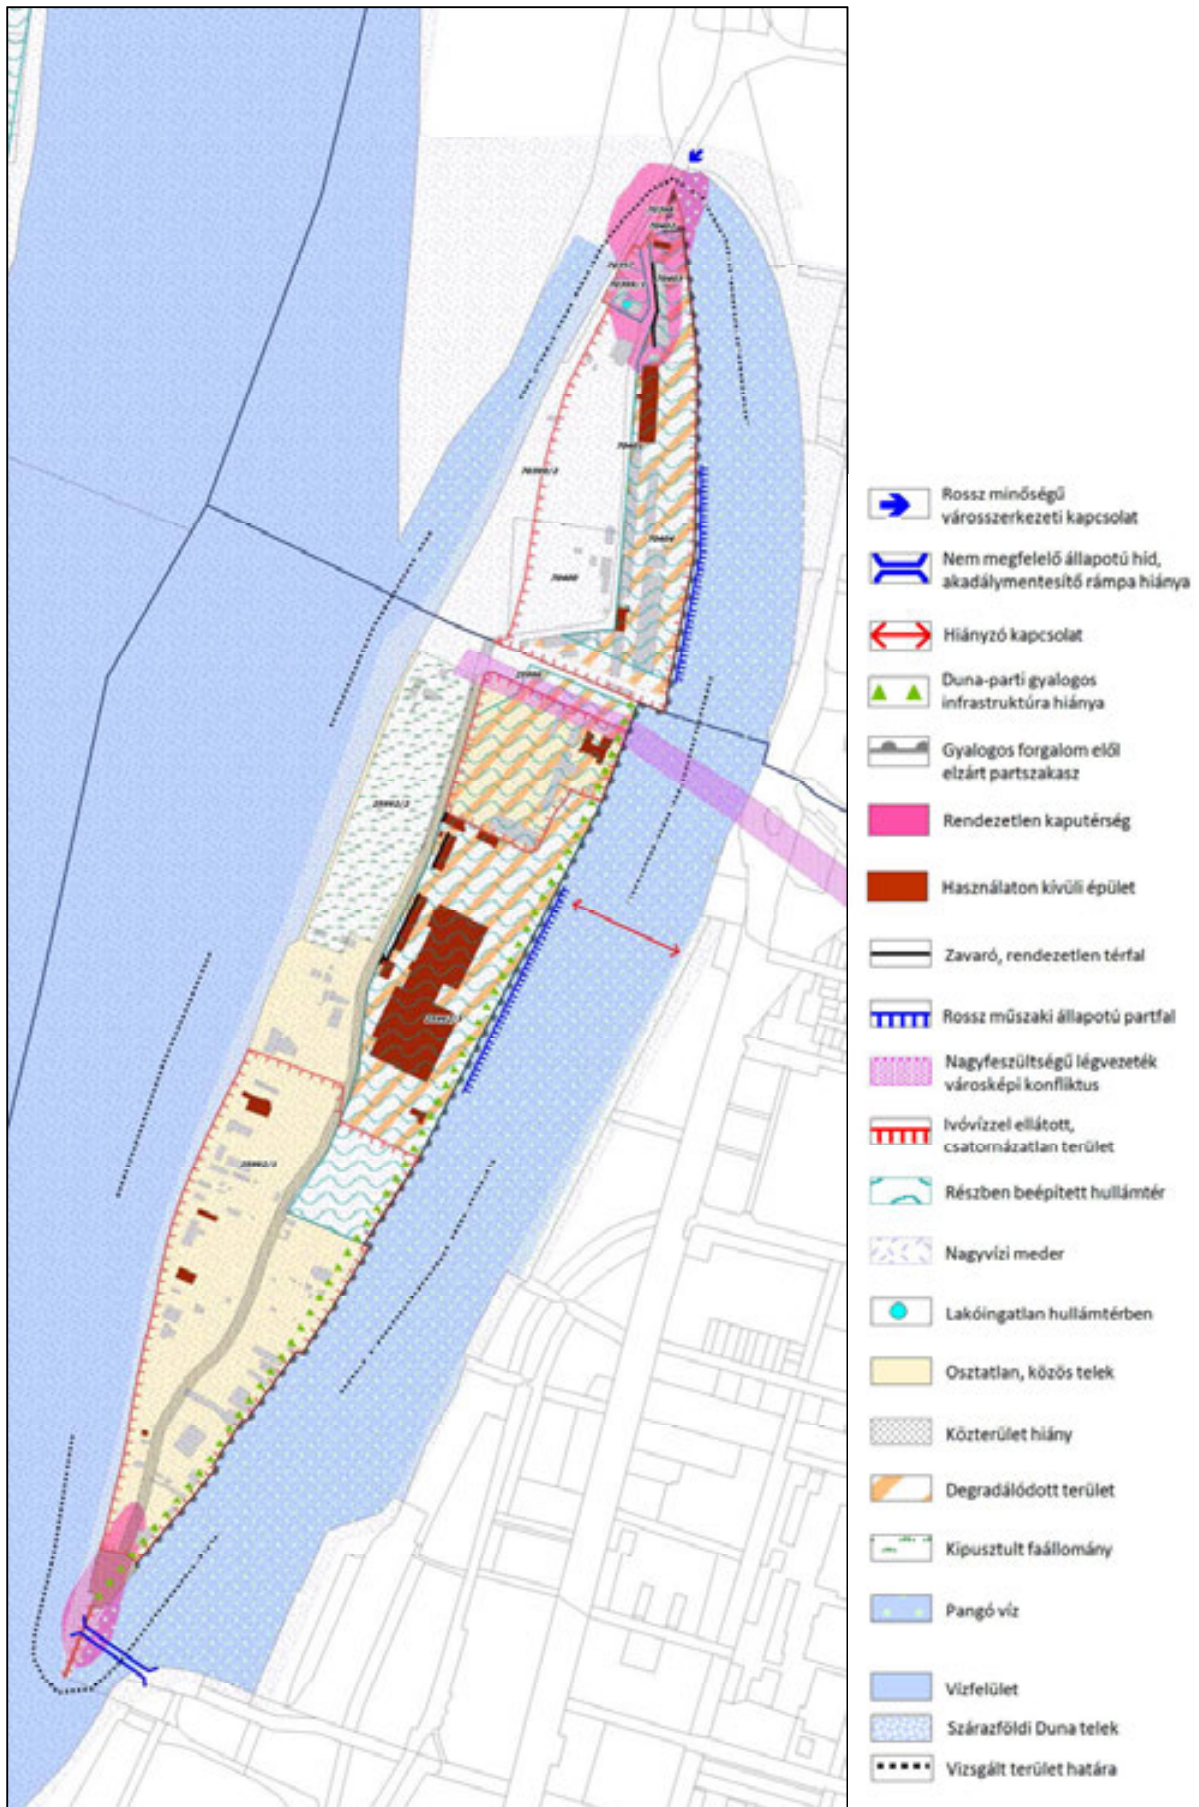 Rossz minőségű
városszerkezeti kapcsolat
Nem megfelelő állapotú híd,
akadálymentesítő rámpa hiánya
Hiányzó kapcsolat
Duna-parti gyalogos
infrastruktúra hiánya
Gyalogos forgalom elől
elzárt partszakasz
Rendezetlen kaputérség
Használaton kívüli épület
Zavaró, rendezetlen térfal
Rossz műszaki állapotú partfal
Nagyfeszültségű légvezeték
városképi konfliktus
Ivóvízzel ellátott,
csatornázatlan terület
Részben beépített hullámtér
Nagyvízi meder
Lakóingatlan hullámtérben
Osztatlan, közös telek
Közterület hiány
Degradálódott terület
Kipusztult faállomány
Pangó víz
Vízfelület
Szárazföldi Duna telek
Vizsgált terület határa